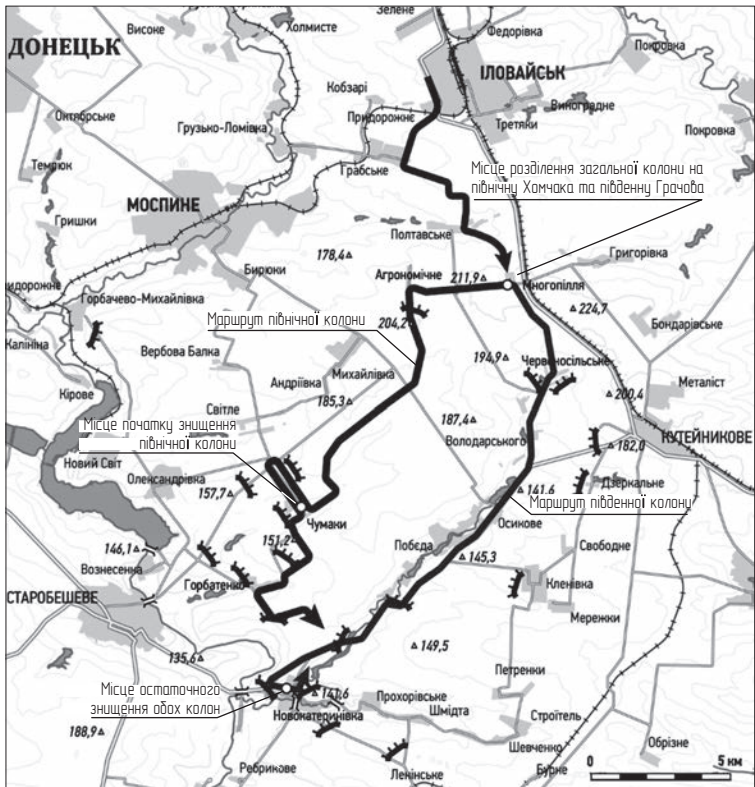 Зелене
Високе
Холмисте
Федорівка
Покровка
ДОНЕЦЬК
ІЛОВАЙСЬК
Кобзарі
Виноградне
Октябрське
Придорожнє
Грузько-Ломівка
Третяки
Покровка
Грабське
Темрюк
Місце розділення загальної колони на
північну Хомчака та південну Грачова
МОСПИНЕ
Гришки
Полтавське
178,4
Григорівка
Бирюки
Агрономічне
211,9
Многопілля
идорожне
Горбачево-Михайлівка
224,7
Маршрут північної колони
204,2
Бондарівське
Калініна
Вербова Балка
194,9
Червоносільське
Михайлівка
Андріївка
Металіст
Кірове
185,3
200,4
Світле
187,4
Місце початку знищення
північної колони
Володарського
КУТЕЙНИКОВЕ
182,0
Новий Світ
Олександрівка
157,7
Дзеркальне
141,6
Маршрут південної колони
Чумаки
Осикове
151,2
146,1
Побєда
Свободне
Вознесенка
145,3
Горбатенко
Кленівка
СТАРОБЕШЕВЕ
Мережки
149,5
135,6
Петренки
Місце остаточного
знищення обох колон
141,6
Прохорівське
Новокатеринівка
Шмідта
Строїтель
188,9
Шевченко
Обрізне
Ребрикове
Ленінське
Бурне
0
5 км